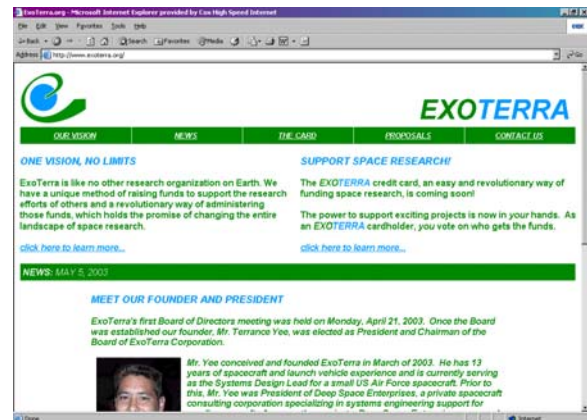 ExoTerra.org - Microsoft Internet Explorer provided by Cox High Speed Internet
File Edit View Favorites Tools Help
Back Search Favorites Media
Address http://www.exoterra.org/ Go
EXOTERRA
OUR VISION NEWS THE CARD PROPOSALS CONTACT US
ONE VISION, NO LIMITS
ExoTerra is like no other research organization on Earth. We
have a unique method of raising funds to support the research
efforts of others and a revolutionary way of administering
those funds, which holds the promise of changing the entire
landscape of space research.
click here to learn more...
SUPPORT SPACE RESEARCH!
The EXOTERRA credit card, an easy and revolutionary way of
funding space research, is coming soon!
The power to support exciting projects is now in your hands. As
an EXOTERRA cardholder, you vote on who gets the funds.
click here to learn more...
NEWS: MAY 5, 2003
MEET OUR FOUNDER AND PRESIDENT
ExoTerra's first Board of Directors meeting was held on Monday, April 21, 2003. Once the Board
was established our founder, Mr. Terrance Yee, was elected as President and Chairman of the
Board of ExoTerra Corporation.
Mr. Yee conceived and founded ExoTerra in March of 2003. He has 13
years of spacecraft and launch vehicle experience and is currently serving
as the Systems Design Lead for a small US Air Force spacecraft. Prior to
this, Mr. Yee was President of Deep Space Enterprises, a private spacecraft
consulting corporation specializing in systems engineering support for
Done Internet